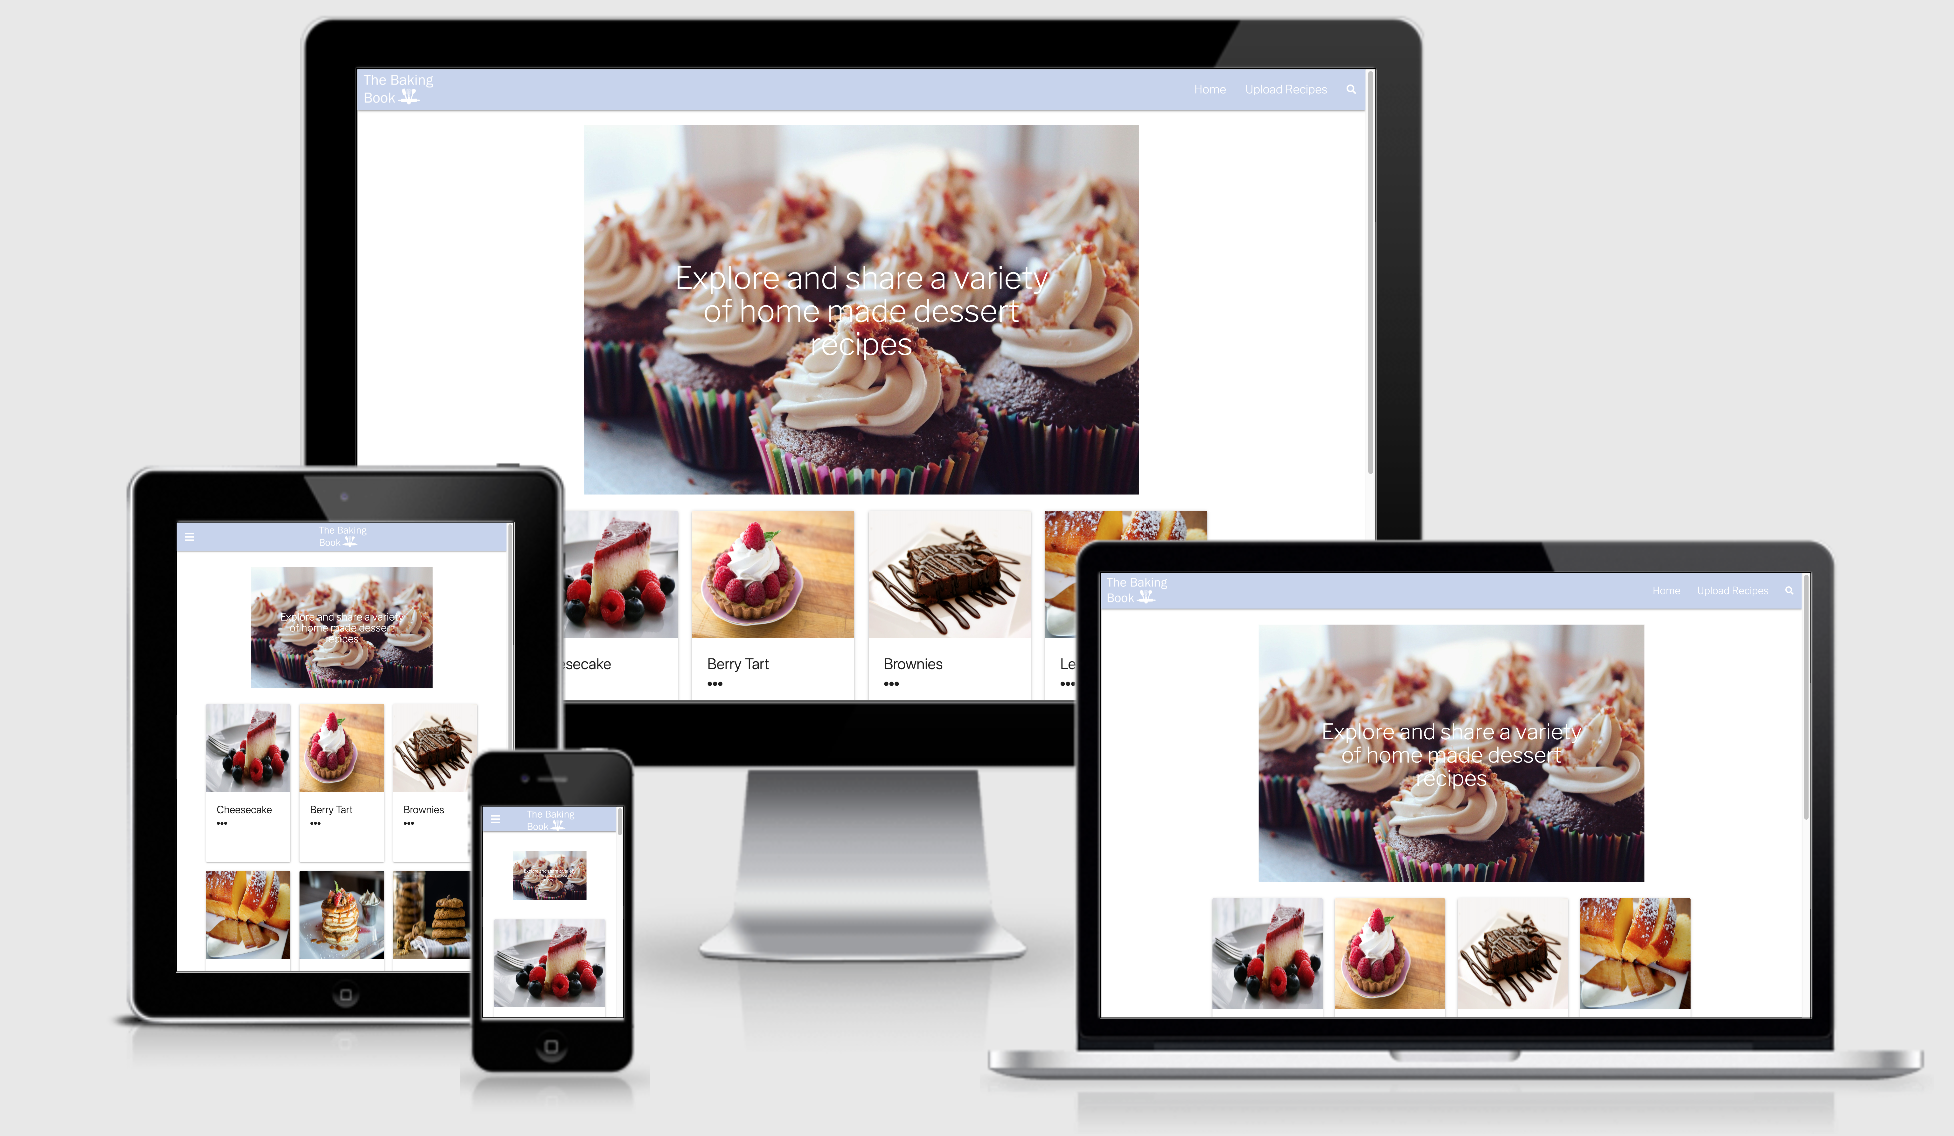 The Baking
Book
Home
Upload Recipes
Explore and share a variety
of home made dessert
recipes
esecake
Berry Tart
Brownies
Le
The Baking
Book
Explore and share a variety
of home made dessert
recipes
Cheesecake
Berry Tart
Brownies
The Baking
Book
The Baking
Book
Home
Upload Recipes
Explore and share a variety
of home made dessert
recipes